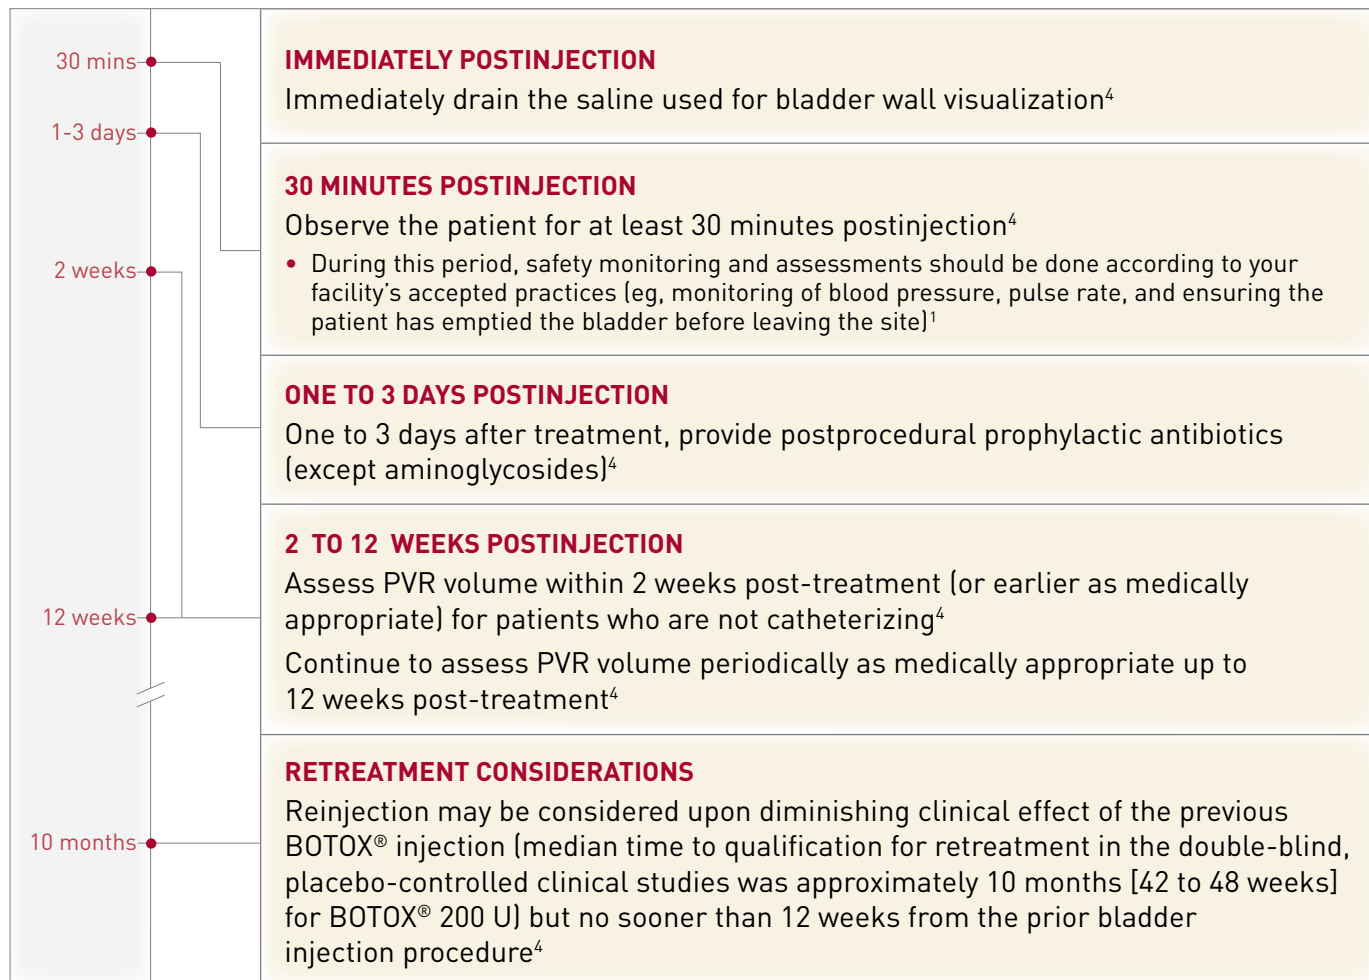 30 mins
IMMEDIATELY POSTINJECTION
Immediately drain the saline used for bladder wall visualization⁴
1-3 days
30 MINUTES POSTINJECTION
Observe the patient for at least 30 minutes postinjection⁴
2 weeks
• During this period, safety monitoring and assessments should be done according to your
facility’s accepted practices (eg, monitoring of blood pressure, pulse rate, and ensuring the
patient has emptied the bladder before leaving the site)¹
ONE TO 3 DAYS POSTINJECTION
One to 3 days after treatment, provide postprocedural prophylactic antibiotics
(except aminoglycosides)⁴
2 TO 12 WEEKS POSTINJECTION
Assess PVR volume within 2 weeks post-treatment (or earlier as medically
appropriate) for patients who are not catheterizing⁴
12 weeks
Continue to assess PVR volume periodically as medically appropriate up to
12 weeks post-treatment⁴
RETREATMENT CONSIDERATIONS
Reinjection may be considered upon diminishing clinical effect of the previous
BOTOX® injection (median time to qualification for retreatment in the double-blind,
10 months
placebo-controlled clinical studies was approximately 10 months [42 to 48 weeks]
for BOTOX® 200 U) but no sooner than 12 weeks from the prior bladder
injection procedure⁴